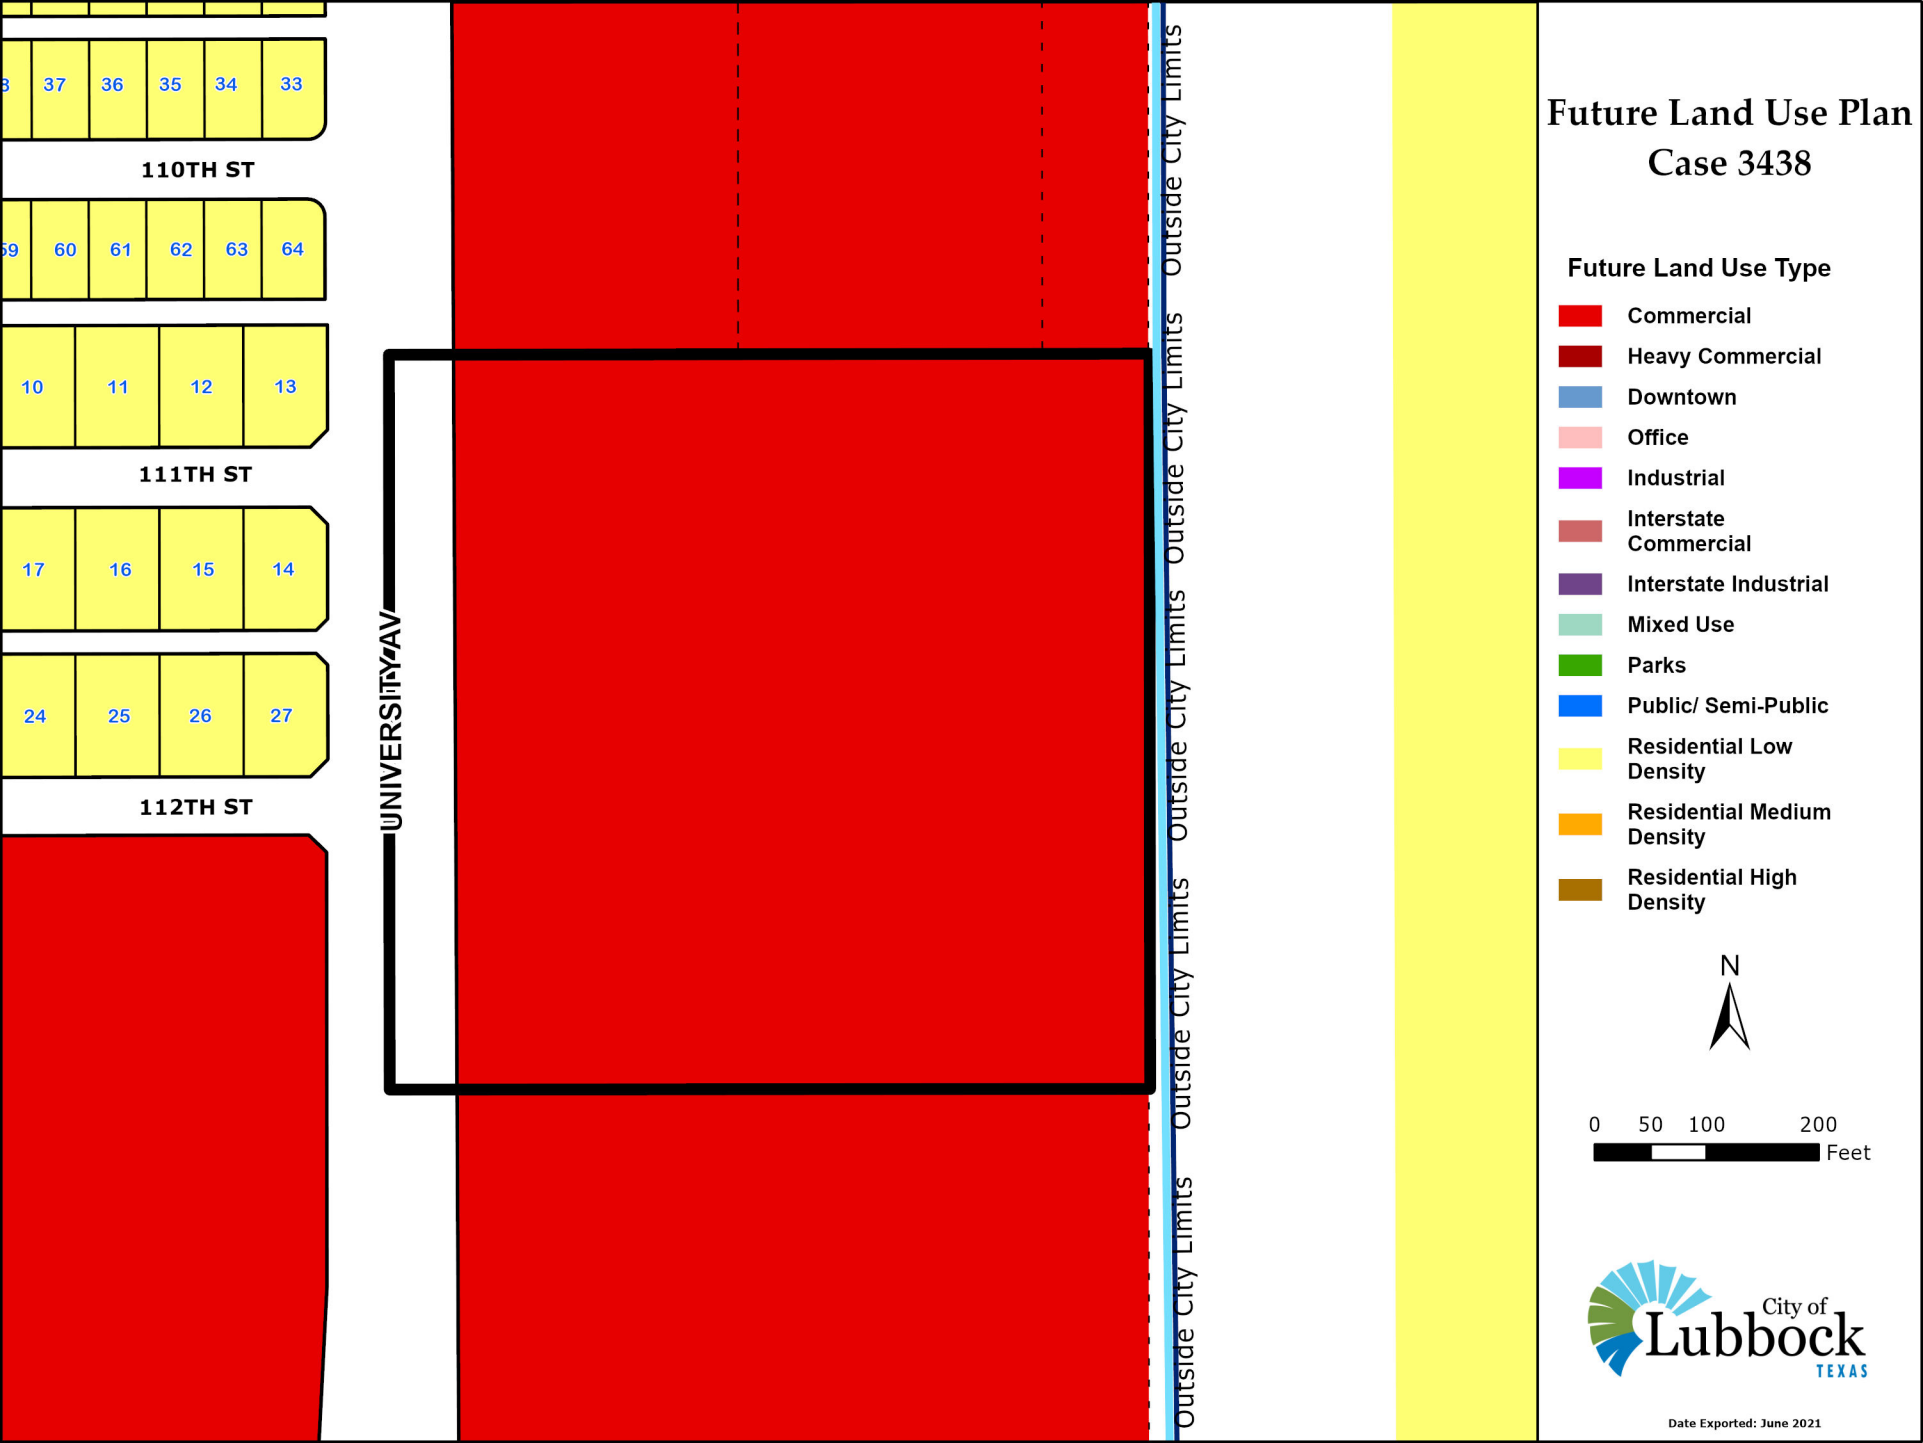 37 36 35 34 33
110TH ST
60 61 62 63 64
10 11 12 13
111TH ST
17 16 15 14
24 25 26 27
112TH ST
UNIVERSITY AV
Outside City Limits
Outside City Limits
Outside City Limits
Outside City Limits
Outside City Limits
Future Land Use Plan
Case 3438
Future Land Use Type
Commercial
Heavy Commercial
Downtown
Office
Industrial
Interstate
Commercial
Interstate Industrial
Mixed Use
Parks
Public/ Semi-Public
Residential Low
Density
Residential Medium
Density
Residential High
Density
N
0 50 100 200
Feet
City of
Lubbock
TEXAS
Date Exported: June 2021